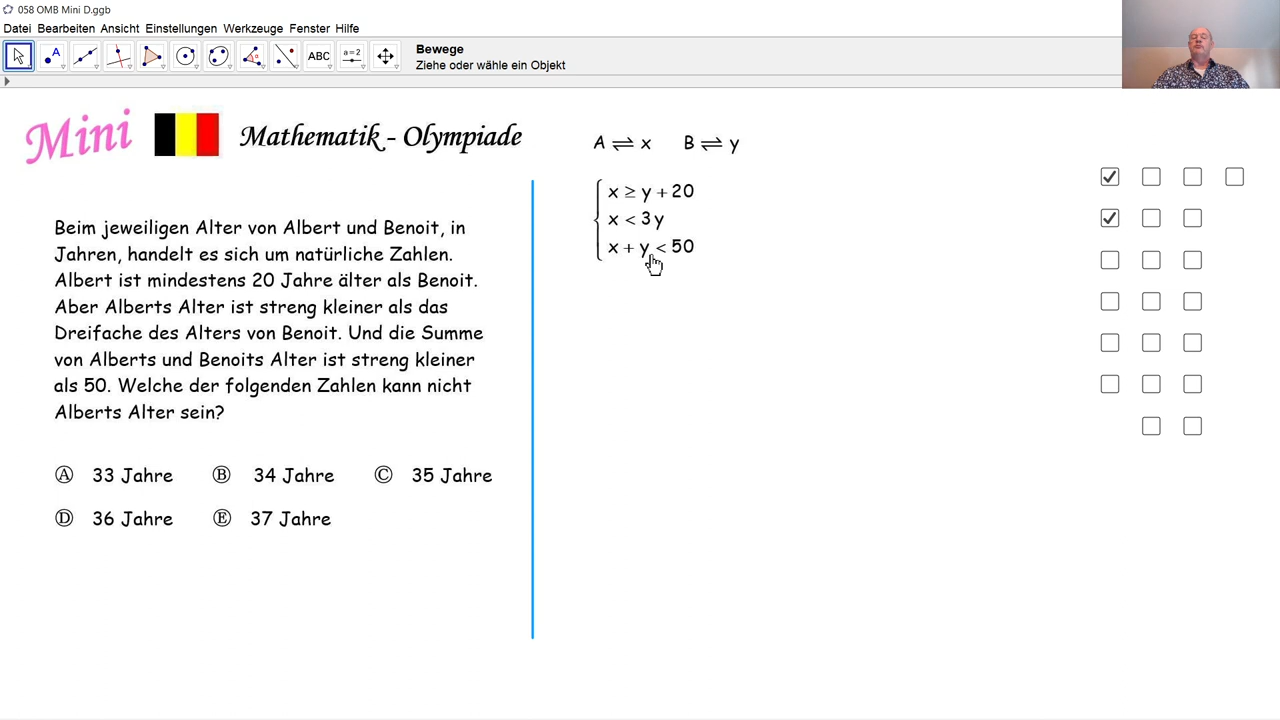 058 OMB Mini D.ggb
Datei Bearbeiten Ansicht Einstellungen Werkzeuge Fenster Hilfe
A
ABC
a=2
Bewege
Ziehe oder wähle ein Objekt
Mini
Mathematik - Olympiade
Beim jeweiligen Alter von Albert und Benoit, in
Jahren, handelt es sich um natürliche Zahlen.
Albert ist mindestens 20 Jahre älter als Benoit.
Aber Alberts Alter ist streng kleiner als das
Dreifache des Alters von Benoit. Und die Summe
von Alberts und Benoits Alter ist streng kleiner
als 50. Welche der folgenden Zahlen kann nicht
Alberts Alter sein?
Ⓐ 33 Jahre Ⓑ 34 Jahre Ⓒ 35 Jahre
Ⓓ 36 Jahre Ⓔ 37 Jahre
A ⇌ x B ⇌ y
x ≥ y + 20
x < 3y
x + y < 50